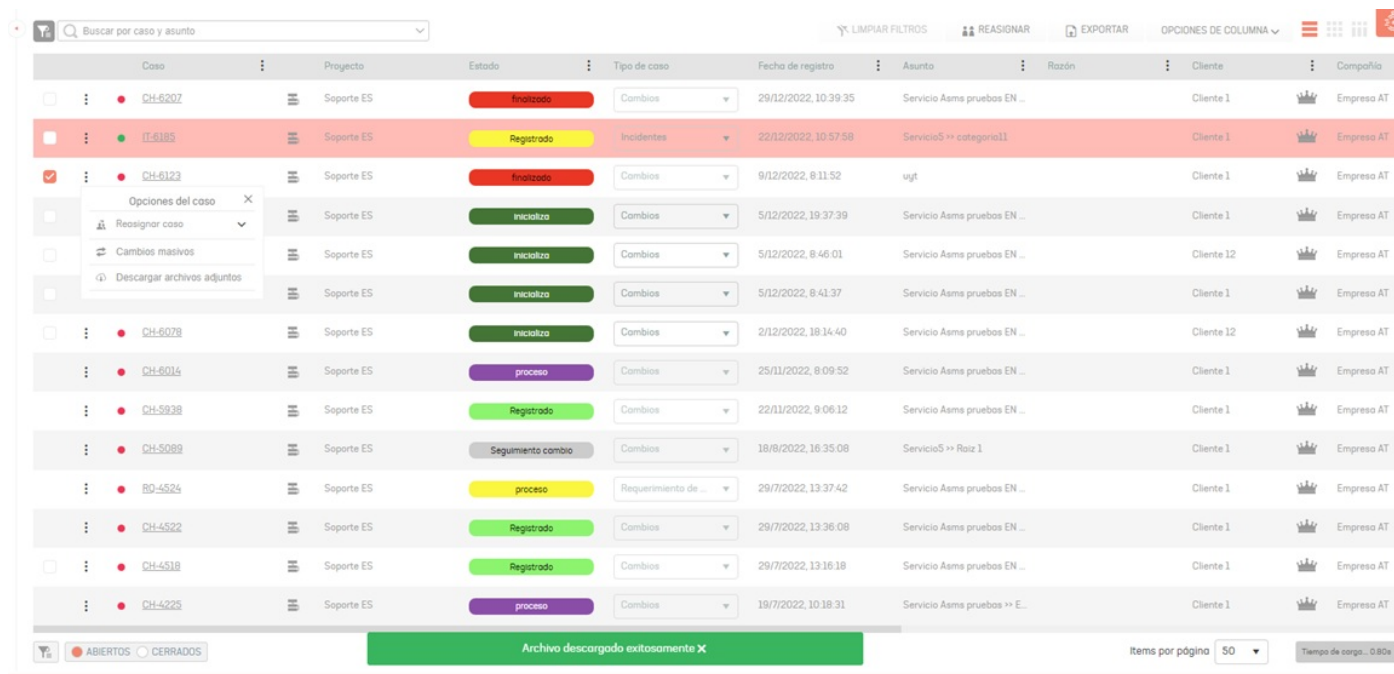 Buscar por caso y asunto LIMPIAR FILTROS REASIGNAR EXPORTAR OPCIONES DE COLUMNA
Caso Proyecto Estado Tipo de caso Fecha de registro Asunto Razón Cliente Compañía
CH-6207 Soporte ES finalizado Cambios 29/12/2022, 10:39:35 Servicio Asms pruebas EN ... Cliente 1 Empresa AT
IT-6185 Soporte ES Registrado Incidentes 22/12/2022, 10:57:58 Servicio5 >> categoria11 Cliente 1 Empresa AT
CH-6123 Soporte ES finalizado Cambios 9/12/2022, 8:11:52 uyt Cliente 1 Empresa AT
Opciones del caso
Reasignar caso
Cambios masivos
Descargar archivos adjuntos
Soporte ES inicializa Cambios 5/12/2022, 19:37:39 Servicio Asms pruebas EN ... Cliente 1 Empresa AT
Soporte ES inicializa Cambios 5/12/2022, 8:46:01 Servicio Asms pruebas EN ... Cliente 12 Empresa AT
Soporte ES inicializa Cambios 5/12/2022, 8:41:37 Servicio Asms pruebas EN ... Cliente 1 Empresa AT
CH-6078 Soporte ES inicializa Cambios 2/12/2022, 18:14:40 Servicio Asms pruebas EN ... Cliente 12 Empresa AT
CH-6014 Soporte ES proceso Cambios 25/11/2022, 8:09:52 Servicio Asms pruebas EN ... Cliente 1 Empresa AT
CH-5938 Soporte ES Registrado Cambios 22/11/2022, 9:06:12 Servicio Asms pruebas EN ... Cliente 1 Empresa AT
CH-5089 Soporte ES Seguimiento cambio Cambios 18/8/2022, 16:35:08 Servicio5 >> Raiz 1 Cliente 1 Empresa AT
RQ-4524 Soporte ES proceso Requerimiento de ... 29/7/2022, 13:37:42 Servicio Asms pruebas EN ... Cliente 1 Empresa AT
CH-4522 Soporte ES Registrado Cambios 29/7/2022, 13:36:08 Servicio Asms pruebas EN ... Cliente 1 Empresa AT
CH-4518 Soporte ES Registrado Cambios 29/7/2022, 13:16:18 Servicio Asms pruebas EN ... Cliente 1 Empresa AT
CH-4225 Soporte ES proceso Cambios 19/7/2022, 10:18:31 Servicio Asms pruebas >> E... Cliente 1 Empresa AT
ABIERTOS CERRADOS Archivo descargado exitosamente X Items por página 50 Tiempo de carga... 0.80s